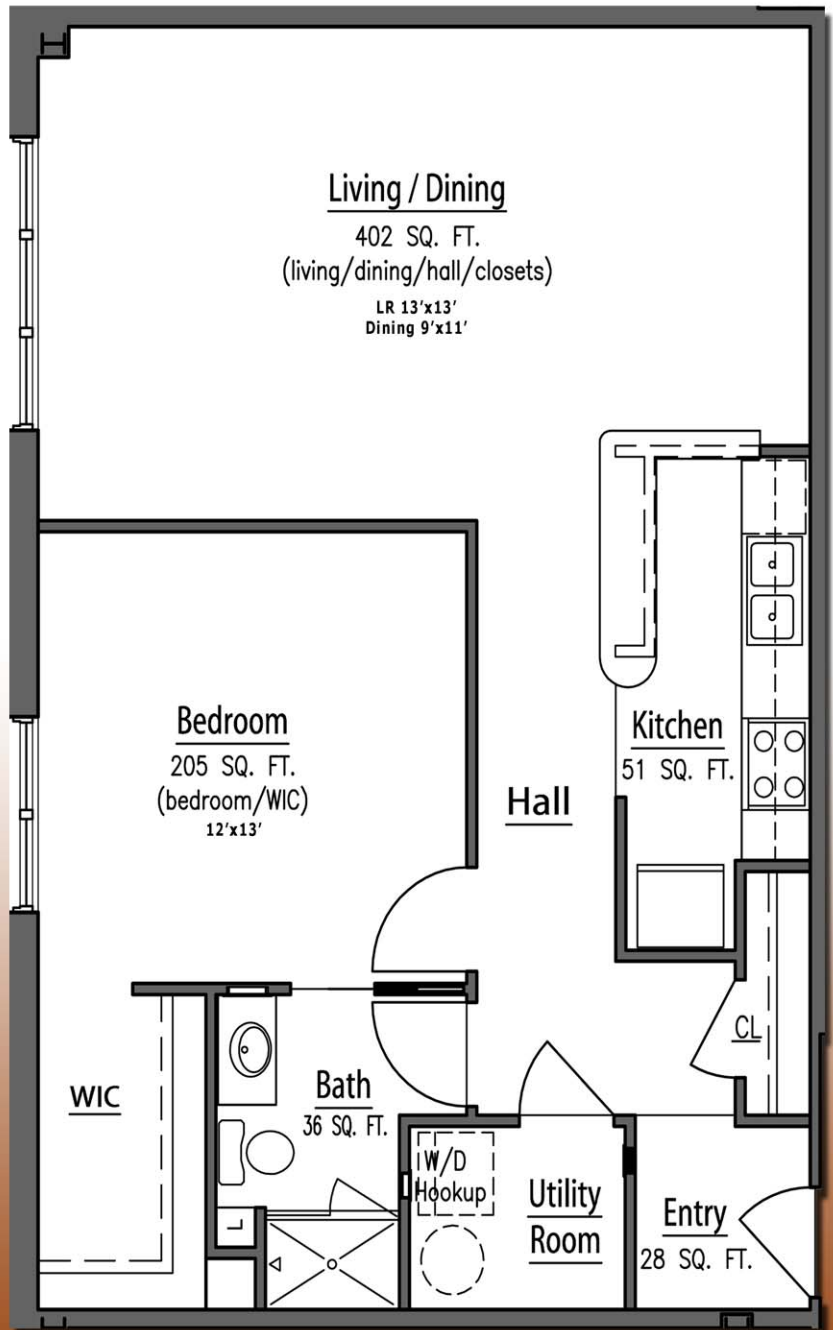 Living / Dining
402 SQ. FT.
(living/dining/hall/closets)
LR 13'x13'
Dining 9'x11'
Bedroom
205 SQ. FT.
(bedroom/WIC)
12'x13'
Kitchen
51 SQ. FT.
Hall
CL
WIC
Bath
36 SQ. FT.
W/D
Hookup
Utility
Room
Entry
28 SQ. FT.
L